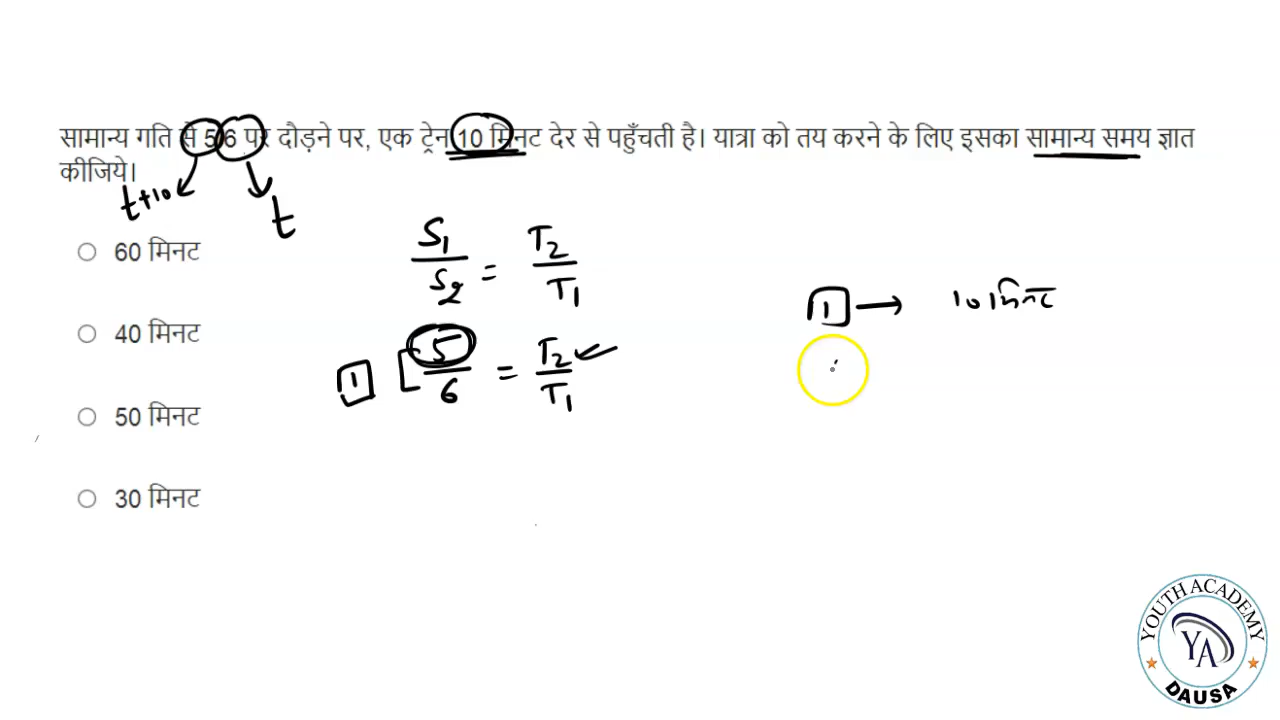 सामान्य गति से 5/6 पर दौड़ने पर, एक ट्रेन 10 मिनट देर से पहुँचती है। यात्रा को तय करने के लिए इसका सामान्य समय ज्ञात
कीजिये।
t+10
t
60 मिनट
40 मिनट
50 मिनट
30 मिनट
S1/S2 = T2/T1
1 5/6 = T2/T1
1 → 10 मिनट
YOUTH ACADEMY
YA
DAUSA